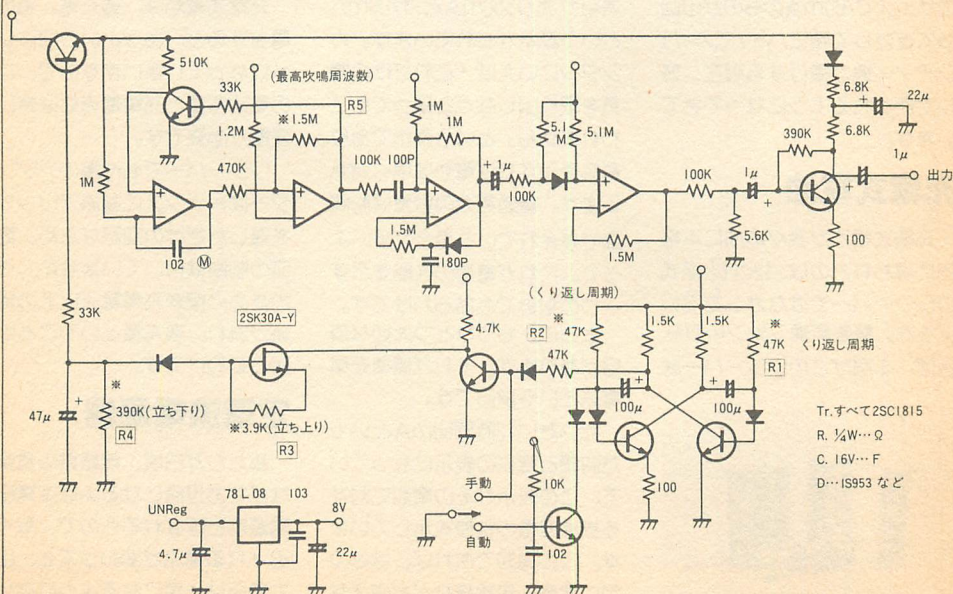 510K
33K
(最高吹鳴周波数)
R5
1.2M
※1.5M
1M
1M
5.1
M
5.1M
6.8K
22μ
6.8K
390K
1M
470K
100K
100P
1μ
100K
100K
1μ
1μ
出力
102
Ⓜ
1.5M
180P
1.5M
5.6K
100
33K
2SK30A-Y
4.7K
(くり返し周期)
※
R2
47K
47K
1.5K
1.5K
※
47K
くり返し周期
R1
47μ
※
390K(立ち下り)
R4
※3.9K(立ち上り)
R3
100μ
100μ
100
手動
自動
10K
102
Tr.すべて2SC1815
R. ¼W…Ω
C. 16V…F
D…IS953 など
UNReg
78L08
103
8V
4.7μ
22μ